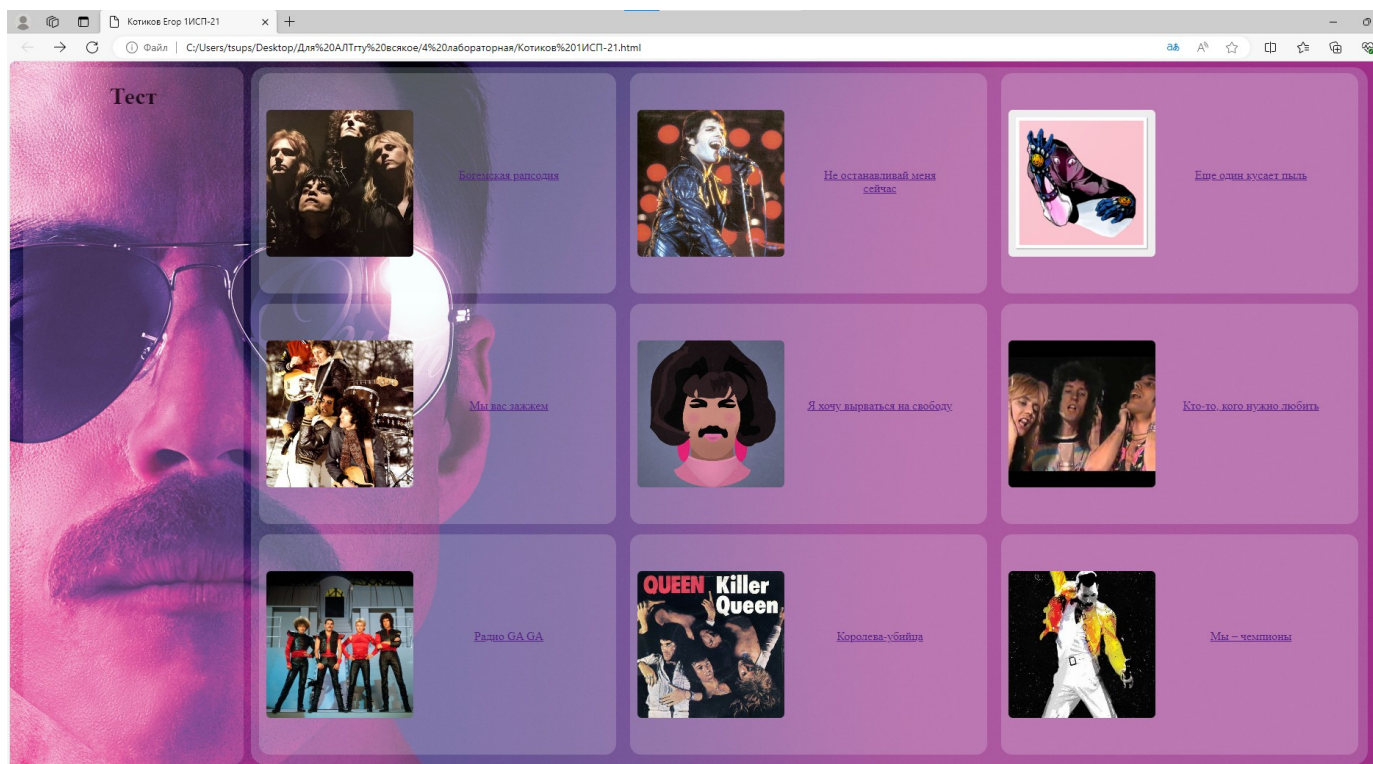 Котиков Егор 1ИСП-21
Файл | C:/Users/tsups/Desktop/Для%20АЛТгту%20всякое/4%20лабораторная/Котиков%201ИСП-21.html
Тест
Богемская рапсодия
Не останавливай меня
сейчас
Еще один кусает пыль
Мы вас зажжем
Я хочу вырваться на свободу
Кто-то, кого нужно любить
Радио GA GA
QUEEN Killer
Queen
Королева-убийца
Мы – чемпионы